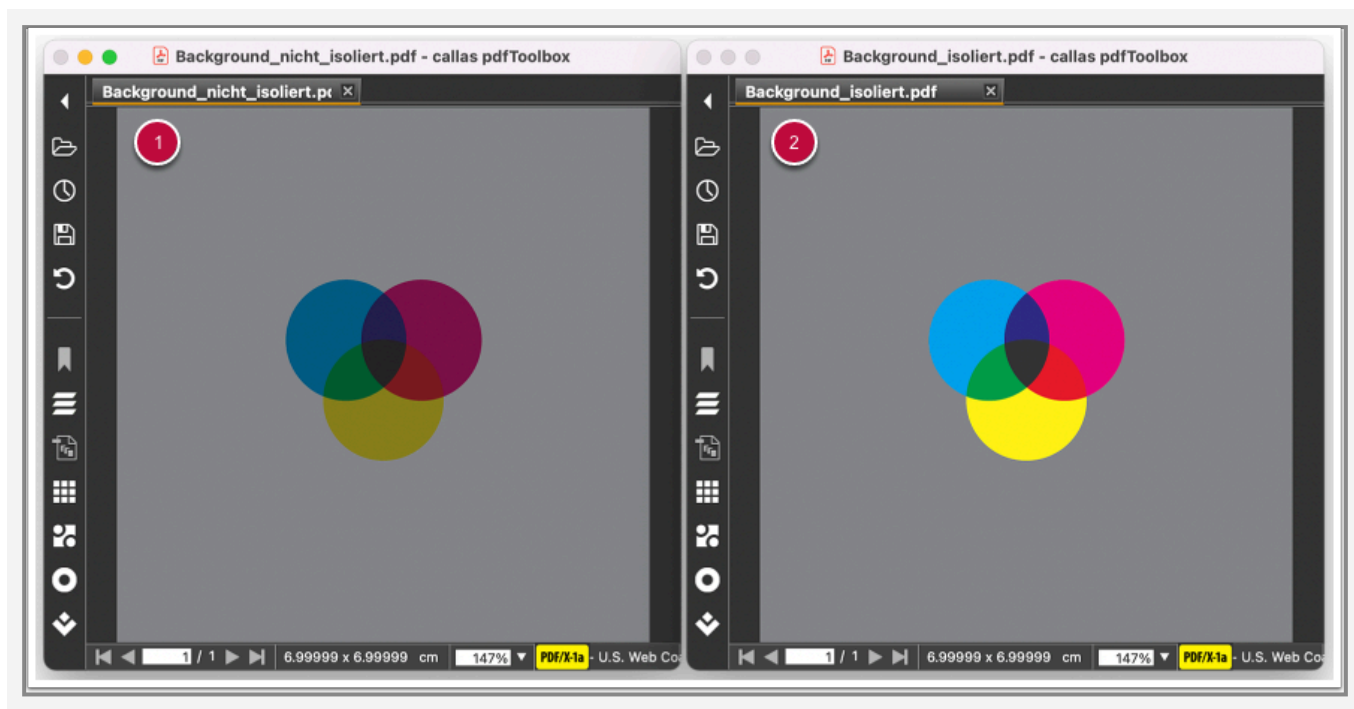 Background_nicht_isoliert.pdf - callas pdfToolbox
Background_nicht_isoliert.pc
1
1 / 1 6.99999 x 6.99999 cm 147% PDF/X-1a - U.S. Web Co
Background_isoliert.pdf - callas pdfToolbox
Background_isoliert.pdf
2
1 / 1 6.99999 x 6.99999 cm 147% PDF/X-1a - U.S. Web Co